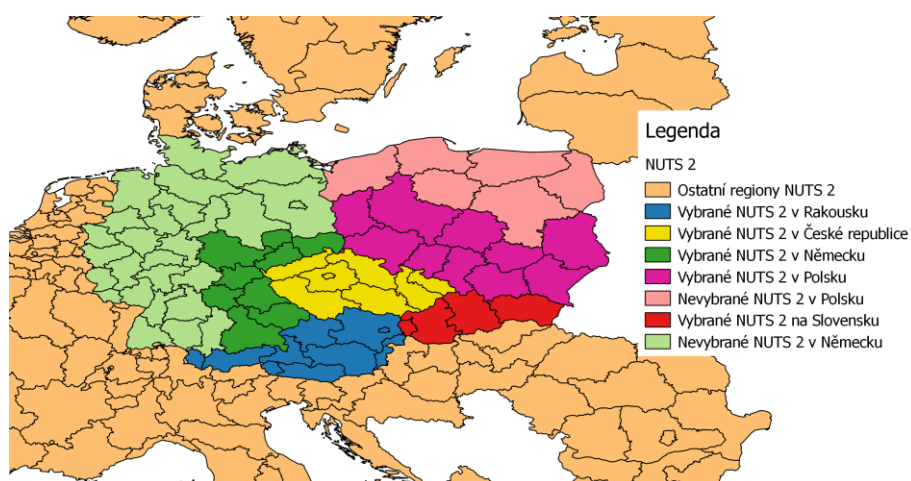 Legenda
NUTS 2
Ostatní regiony NUTS 2
Vybrané NUTS 2 v Rakousku
Vybrané NUTS 2 v České republice
Vybrané NUTS 2 v Německu
Vybrané NUTS 2 v Polsku
Nevybrané NUTS 2 v Polsku
Vybrané NUTS 2 na Slovensku
Nevybrané NUTS 2 v Německu